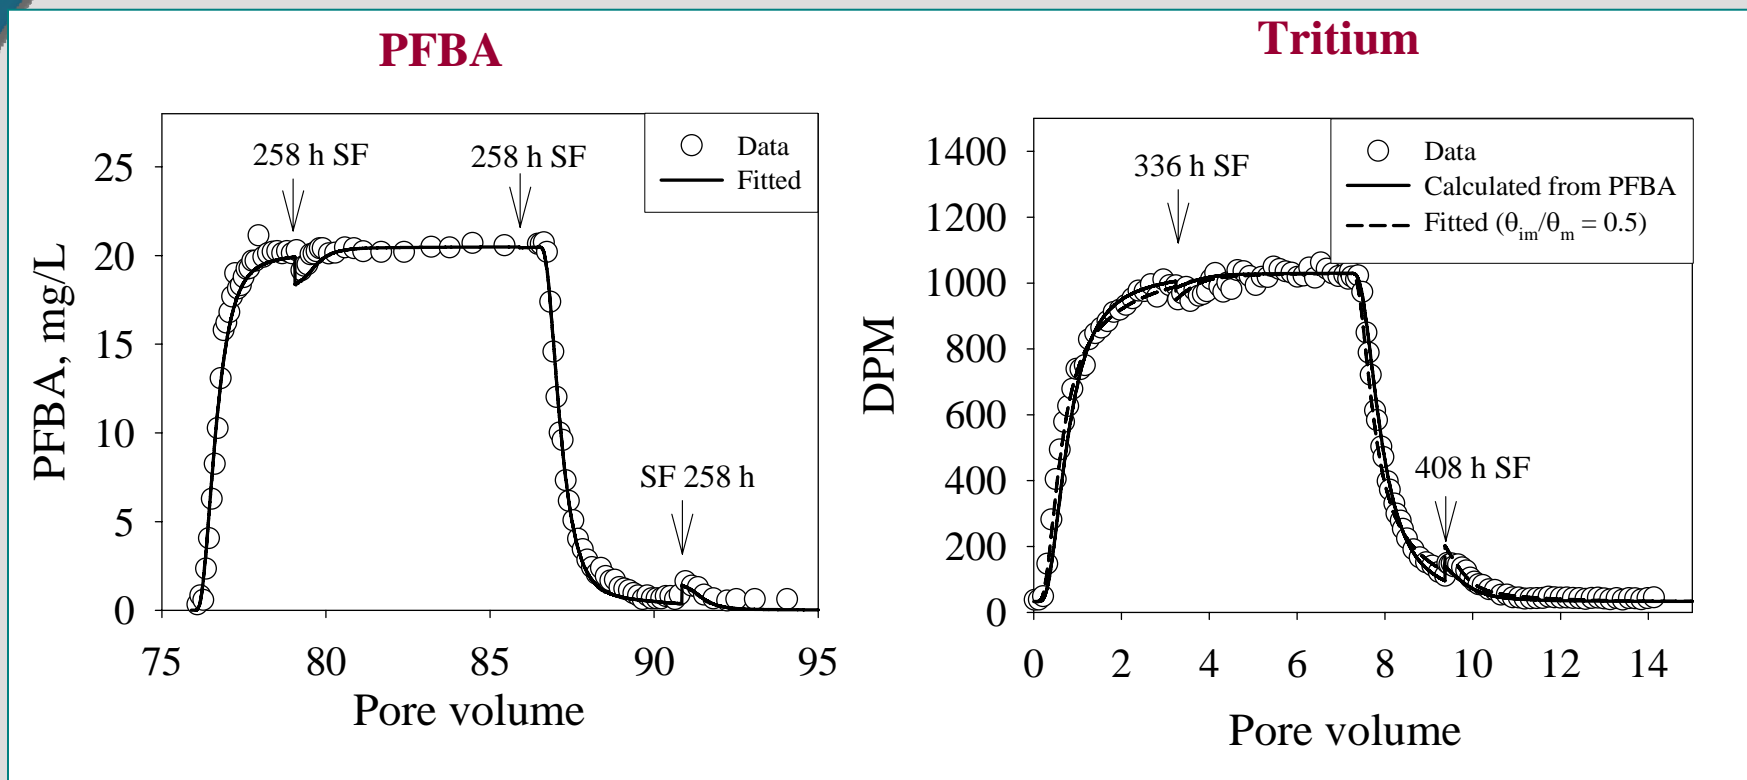 PFBA
Tritium
258 h SF
258 h SF
Data
Fitted
25
20
15
10
5
0
PFBA, mg/L
SF 258 h
75
80
85
90
95
Pore volume
336 h SF
Data
Calculated from PFBA
Fitted (θim/θm = 0.5)
1400
1200
1000
800
600
400
200
0
DPM
408 h SF
0
2
4
6
8
10
12
14
Pore volume